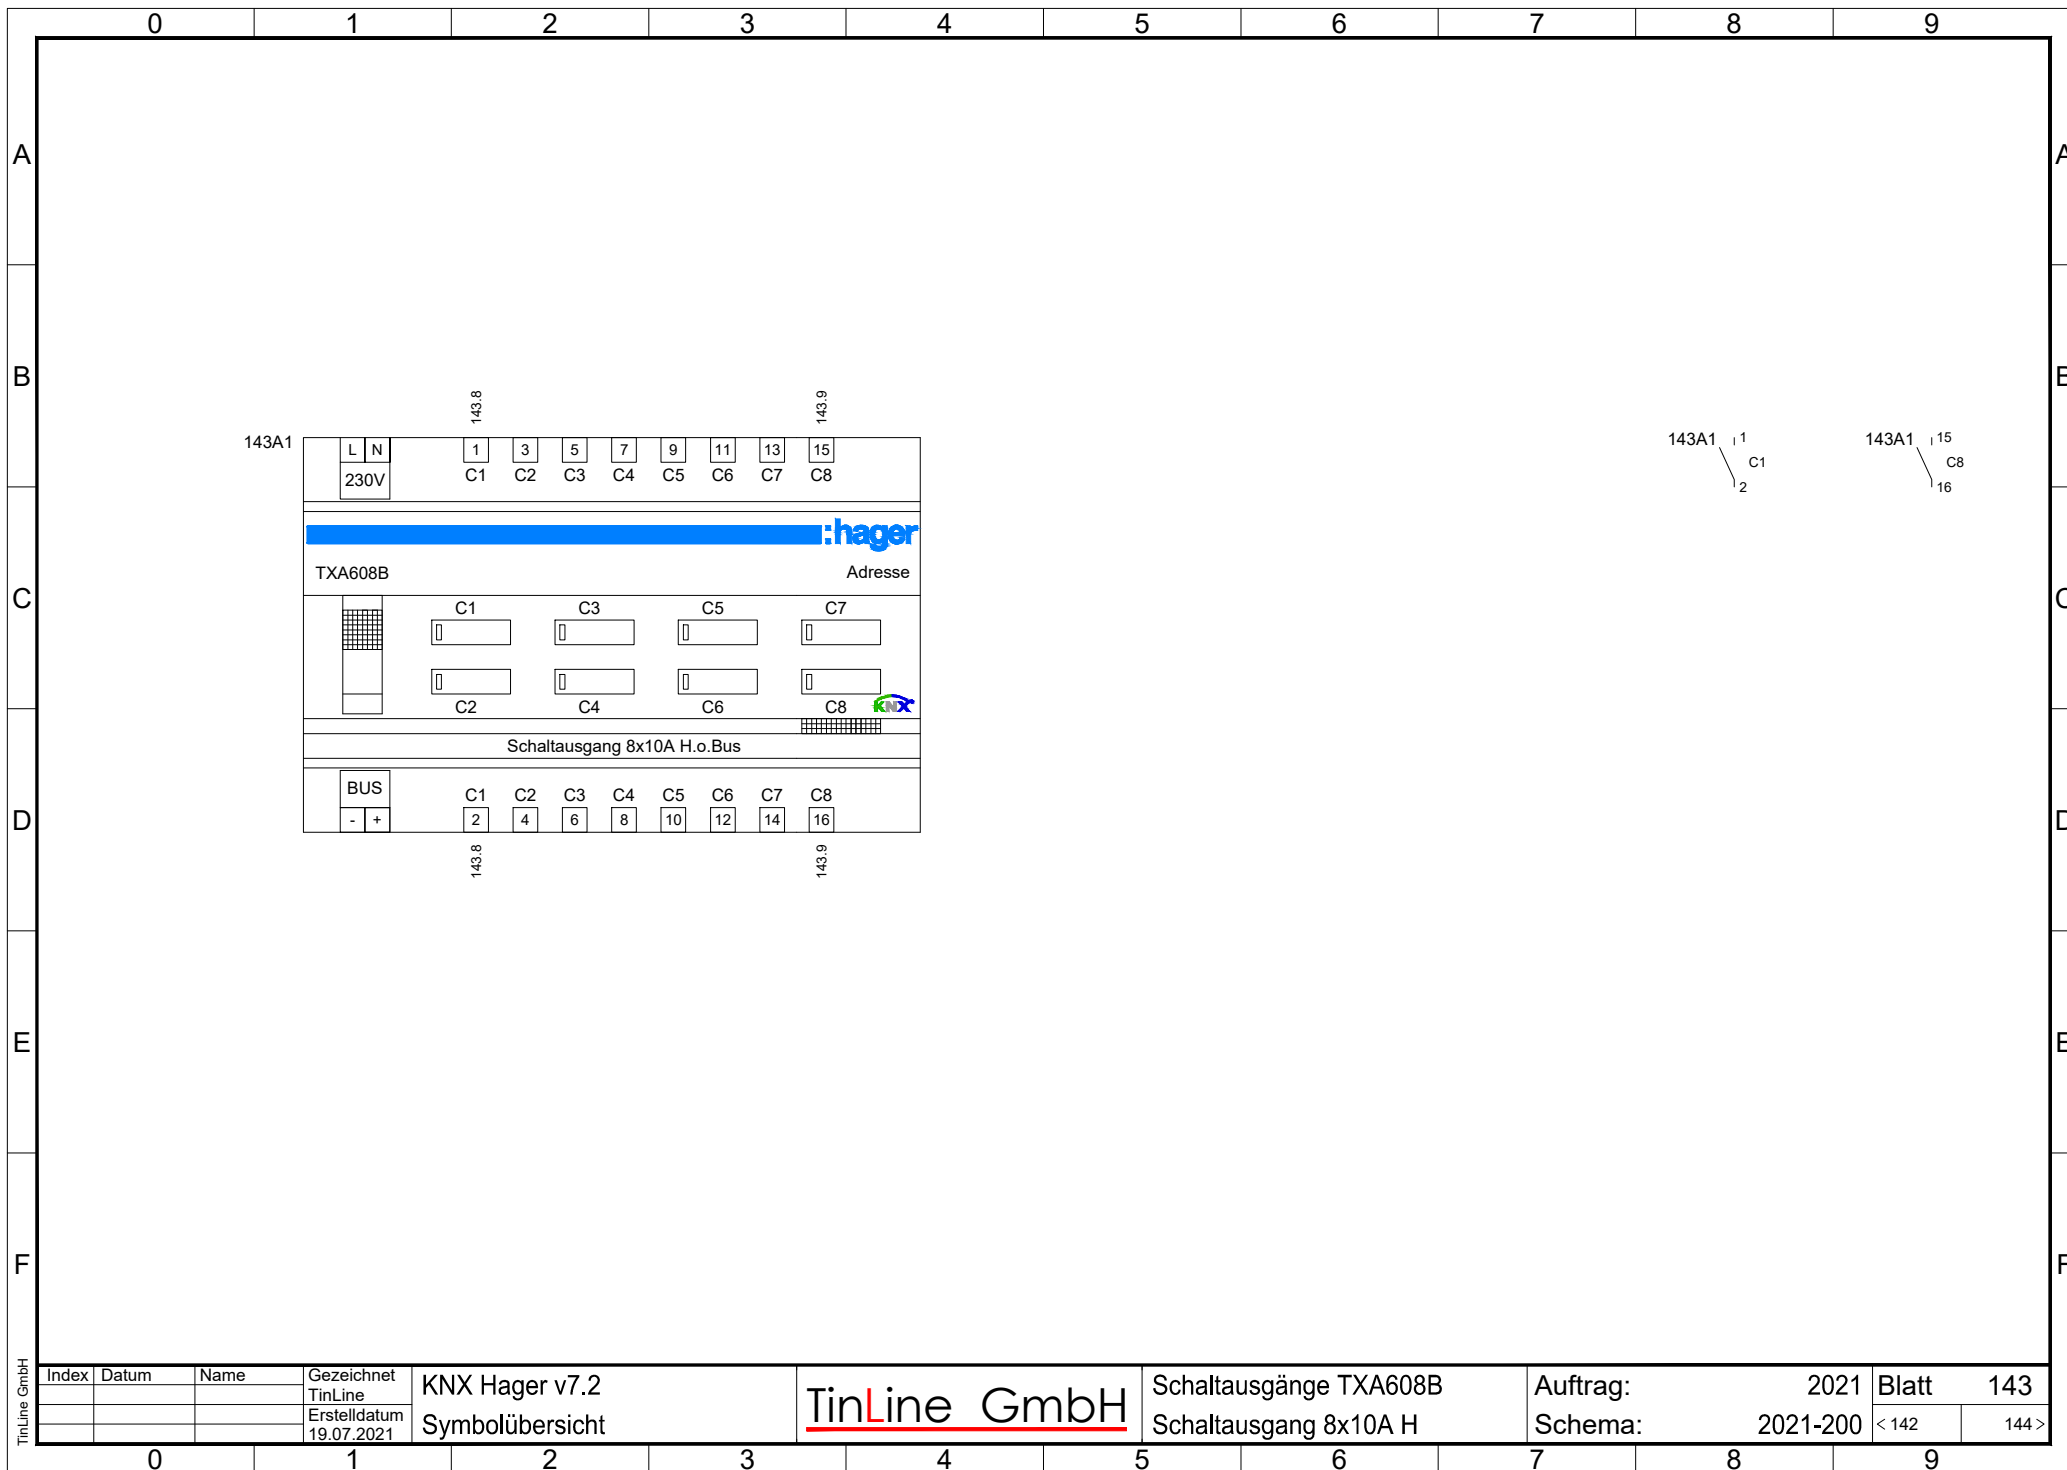 0 1 2 3 4 5 6 7 8 9
A A
B B
143.8 143.9
143A1 L N 1 3 5 7 9 11 13 15
230V C1 C2 C3 C4 C5 C6 C7 C8
143A1 1 143A1 15
C1 C8
2 16
:hager
TXA608B Adresse
C C
C1 C3 C5 C7
C2 C4 C6 C8
KNX
Schaltausgang 8x10A H.o.Bus
BUS C1 C2 C3 C4 C5 C6 C7 C8
D - + 2 4 6 8 10 12 14 16 D
143.8 143.9
E E
F F
TinLine GmbH
Index Datum Name
Gezeichnet
TinLine
Erstelldatum
19.07.2021
KNX Hager v7.2
Symbolübersicht
TinLine GmbH
Schaltausgänge TXA608B
Schaltausgang 8x10A H
Auftrag: 2021
Schema: 2021-200
Blatt 143
< 142 144 >
0 1 2 3 4 5 6 7 8 9